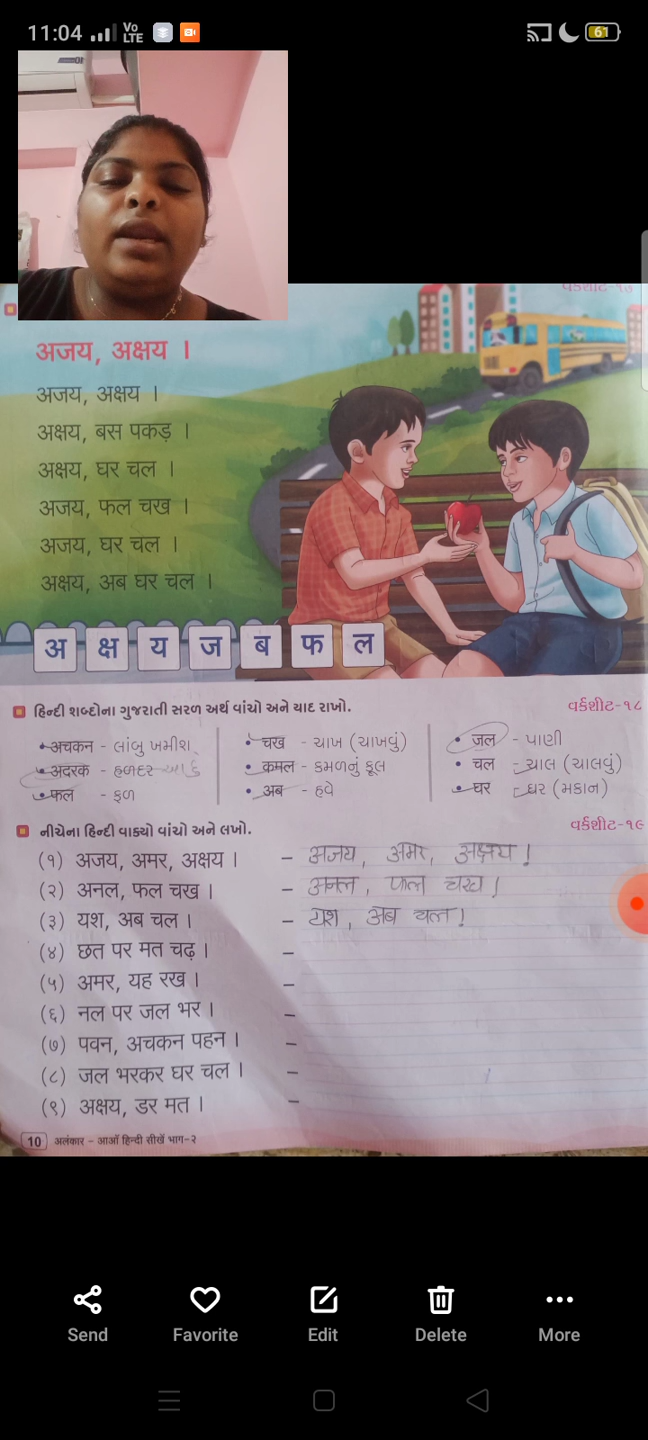 11:04 Vo LTE 61
વર્કશીટ-૧૭
अजय, अक्षय ।
अजय, अक्षय ।
अक्षय, बस पकड़ ।
अक्षय, घर चल ।
अजय, फल चख ।
अजय, घर चल ।
अक्षय, अब घर चल ।
अ क्ष य ज ब फ ल
હિન્દી શબ્દોના ગુજરાતી સરળ અર્થ વાંચો અને યાદ રાખો. વર્કશીટ-૧૮
• अचकन - લાંબુ ખમીશ • चख - ચાખ (ચાખવું) • जल - પાણી
• अदरक - હળદર આદુ • कमल - કમળનું ફૂલ • चल - ચાલ (ચાલવું)
• फल - ફળ • अब - હવે • घर - ઘર (મકાન)
નીચેના હિન્દી વાક્યો વાંચો અને લખો. વર્કશીટ-૧૯
(૧) अजय, अमर, अक्षय । - अजय, अमर, अक्षय !
(૨) अनल, फल चख । - अनल, फल चख !
(૩) यश, अब चल । - यश, अब चल !
(૪) छत पर मत चढ़ । -
(૫) अमर, यह रख । -
(૬) नल पर जल भर । -
(૭) पवन, अचकन पहन । -
(૮) जल भरकर घर चल । -
(૯) अक्षय, डर मत । -
10 अलंकार - आओ हिन्दी सीखें भाग-२
Send Favorite Edit Delete More